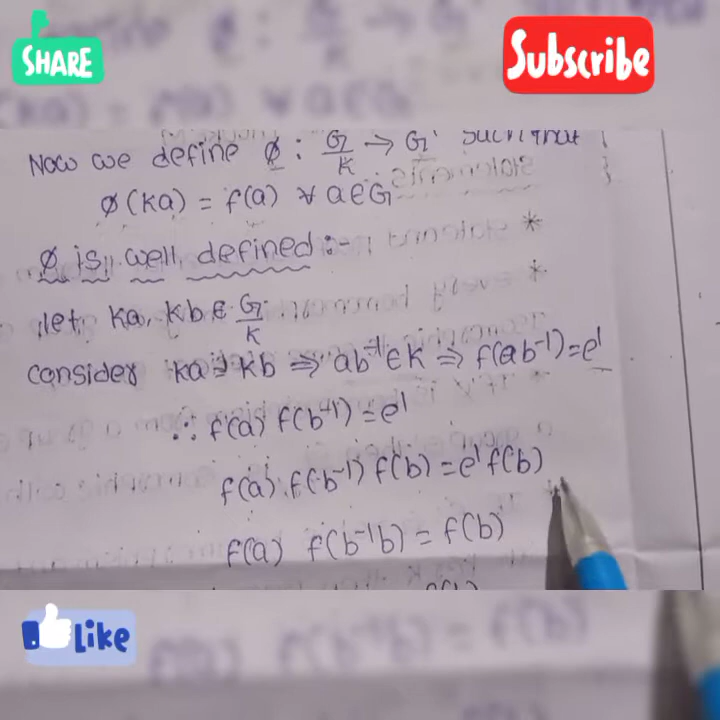 SHARE
Subscribe
Now we define ø : G/K → G' such that
ø(ka) = f(a) ∀ a∈G
ø is well defined :-
let ka, kb ∈ G/K
consider ka = kb ⇒ ab⁻¹ ∈ K ⇒ f(ab⁻¹) = e'
∴ f(a) f(b⁻¹) = e'
f(a) f(b⁻¹) f(b) = e' f(b)
f(a) f(b⁻¹b) = f(b)
Like